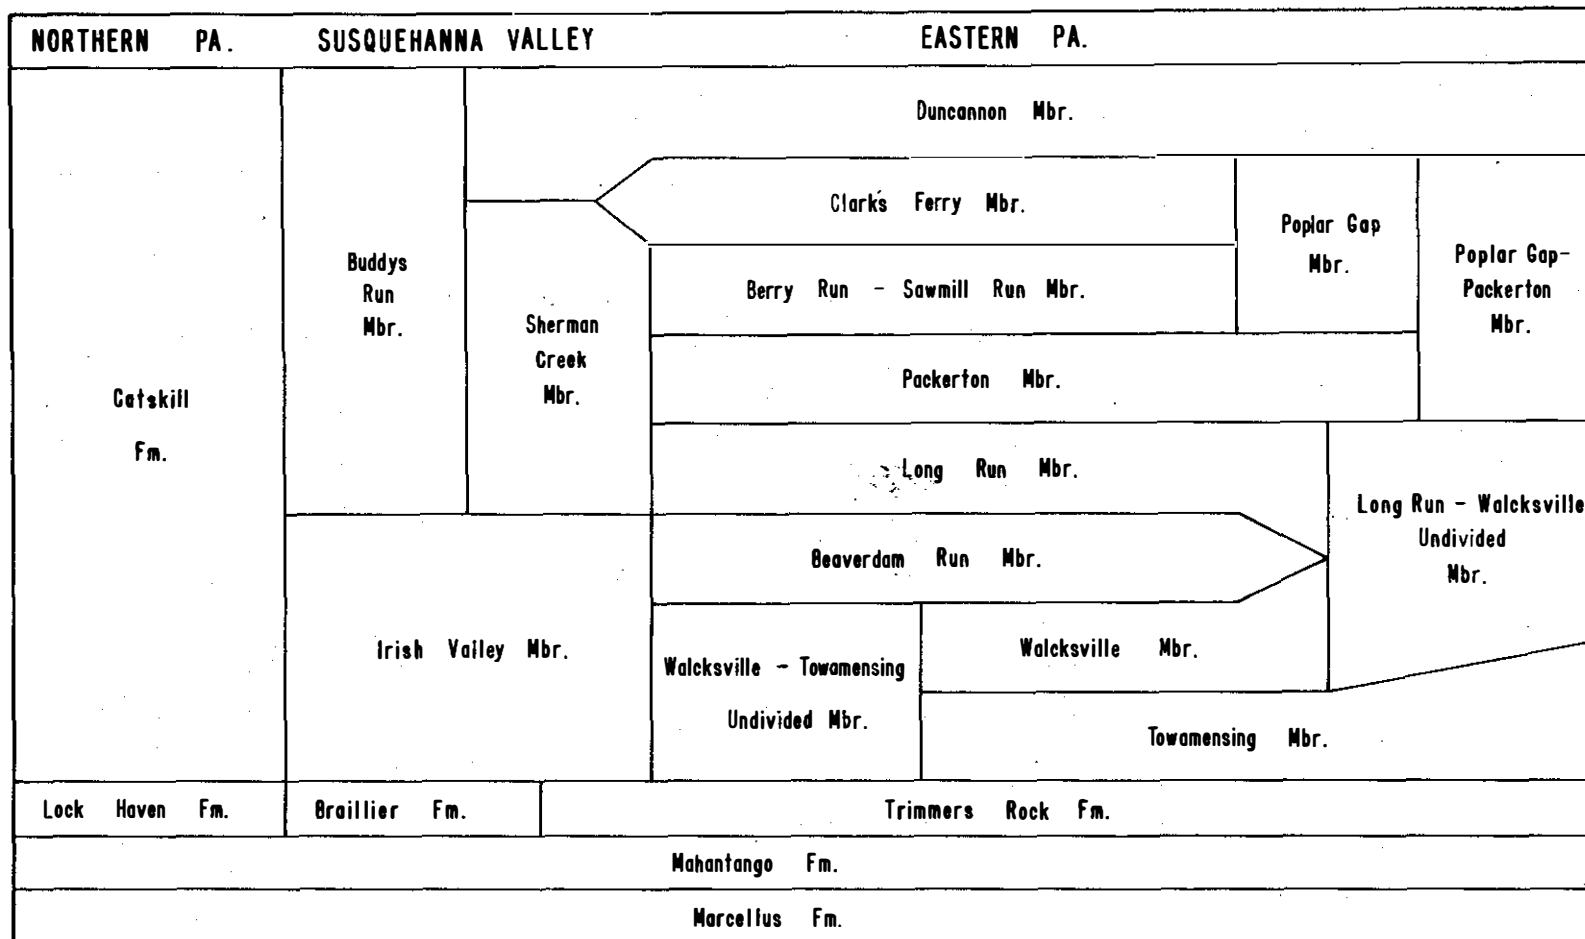 NORTHERN PA. SUSQUEHANNA VALLEY EASTERN PA.
Duncannon Mbr.
Clark's Ferry Mbr.
Poplar Gap
Mbr.
Poplar Gap-
Packerton
Mbr.
Buddys
Run
Mbr.
Berry Run - Sawmill Run Mbr.
Sherman
Creek
Mbr.
Packerton Mbr.
Catskill
Fm.
Long Run Mbr.
Long Run - Walcksville
Undivided
Mbr.
Beaverdam Run Mbr.
Irish Valley Mbr.
Walcksville - Towamensing
Undivided Mbr.
Walcksville Mbr.
Towamensing Mbr.
Lock Haven Fm. Braillier Fm. Trimmers Rock Fm.
Mahantango Fm.
Marcellus Fm.